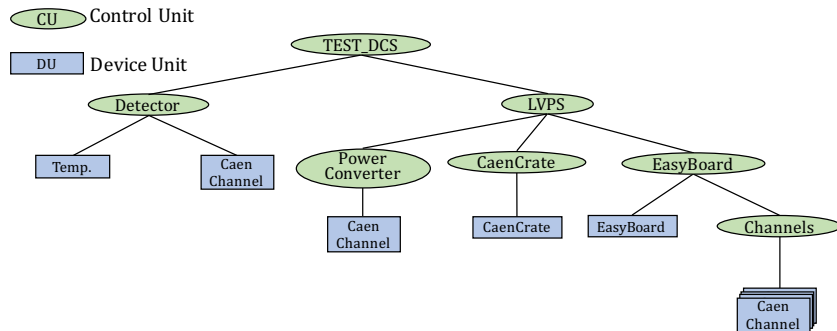 CU Control Unit
DU Device Unit
TEST_DCS
Detector
LVPS
Temp.
Caen
Channel
Power
Converter
CaenCrate
EasyBoard
Caen
Channel
CaenCrate
EasyBoard
Channels
Caen
Channel